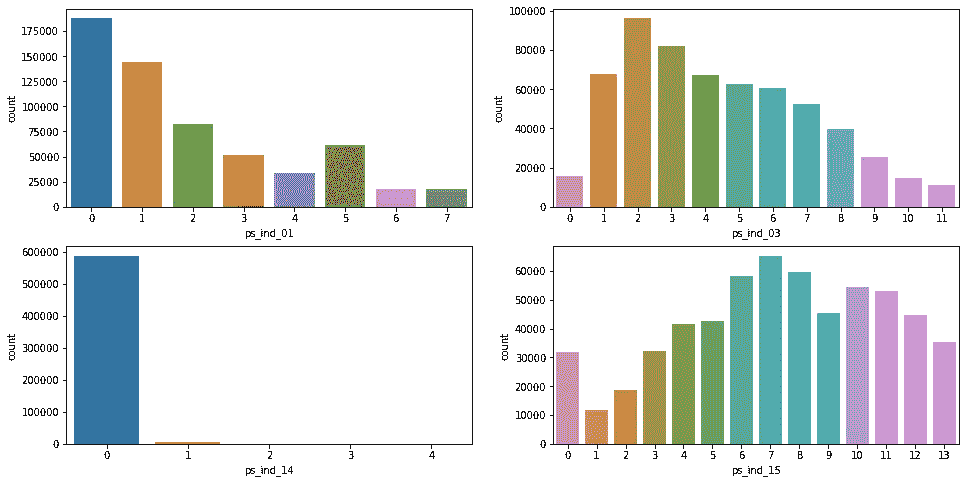 175000
150000
125000
100000
75000
50000
25000
0
count
0 1 2 3 4 5 6 7
ps_ind_01
100000
80000
60000
40000
20000
0
count
0 1 2 3 4 5 6 7 8 9 10 11
ps_ind_03
600000
500000
400000
300000
200000
100000
0
count
0 1 2 3 4
ps_ind_14
60000
50000
40000
30000
20000
10000
0
count
0 1 2 3 4 5 6 7 8 9 10 11 12 13
ps_ind_15